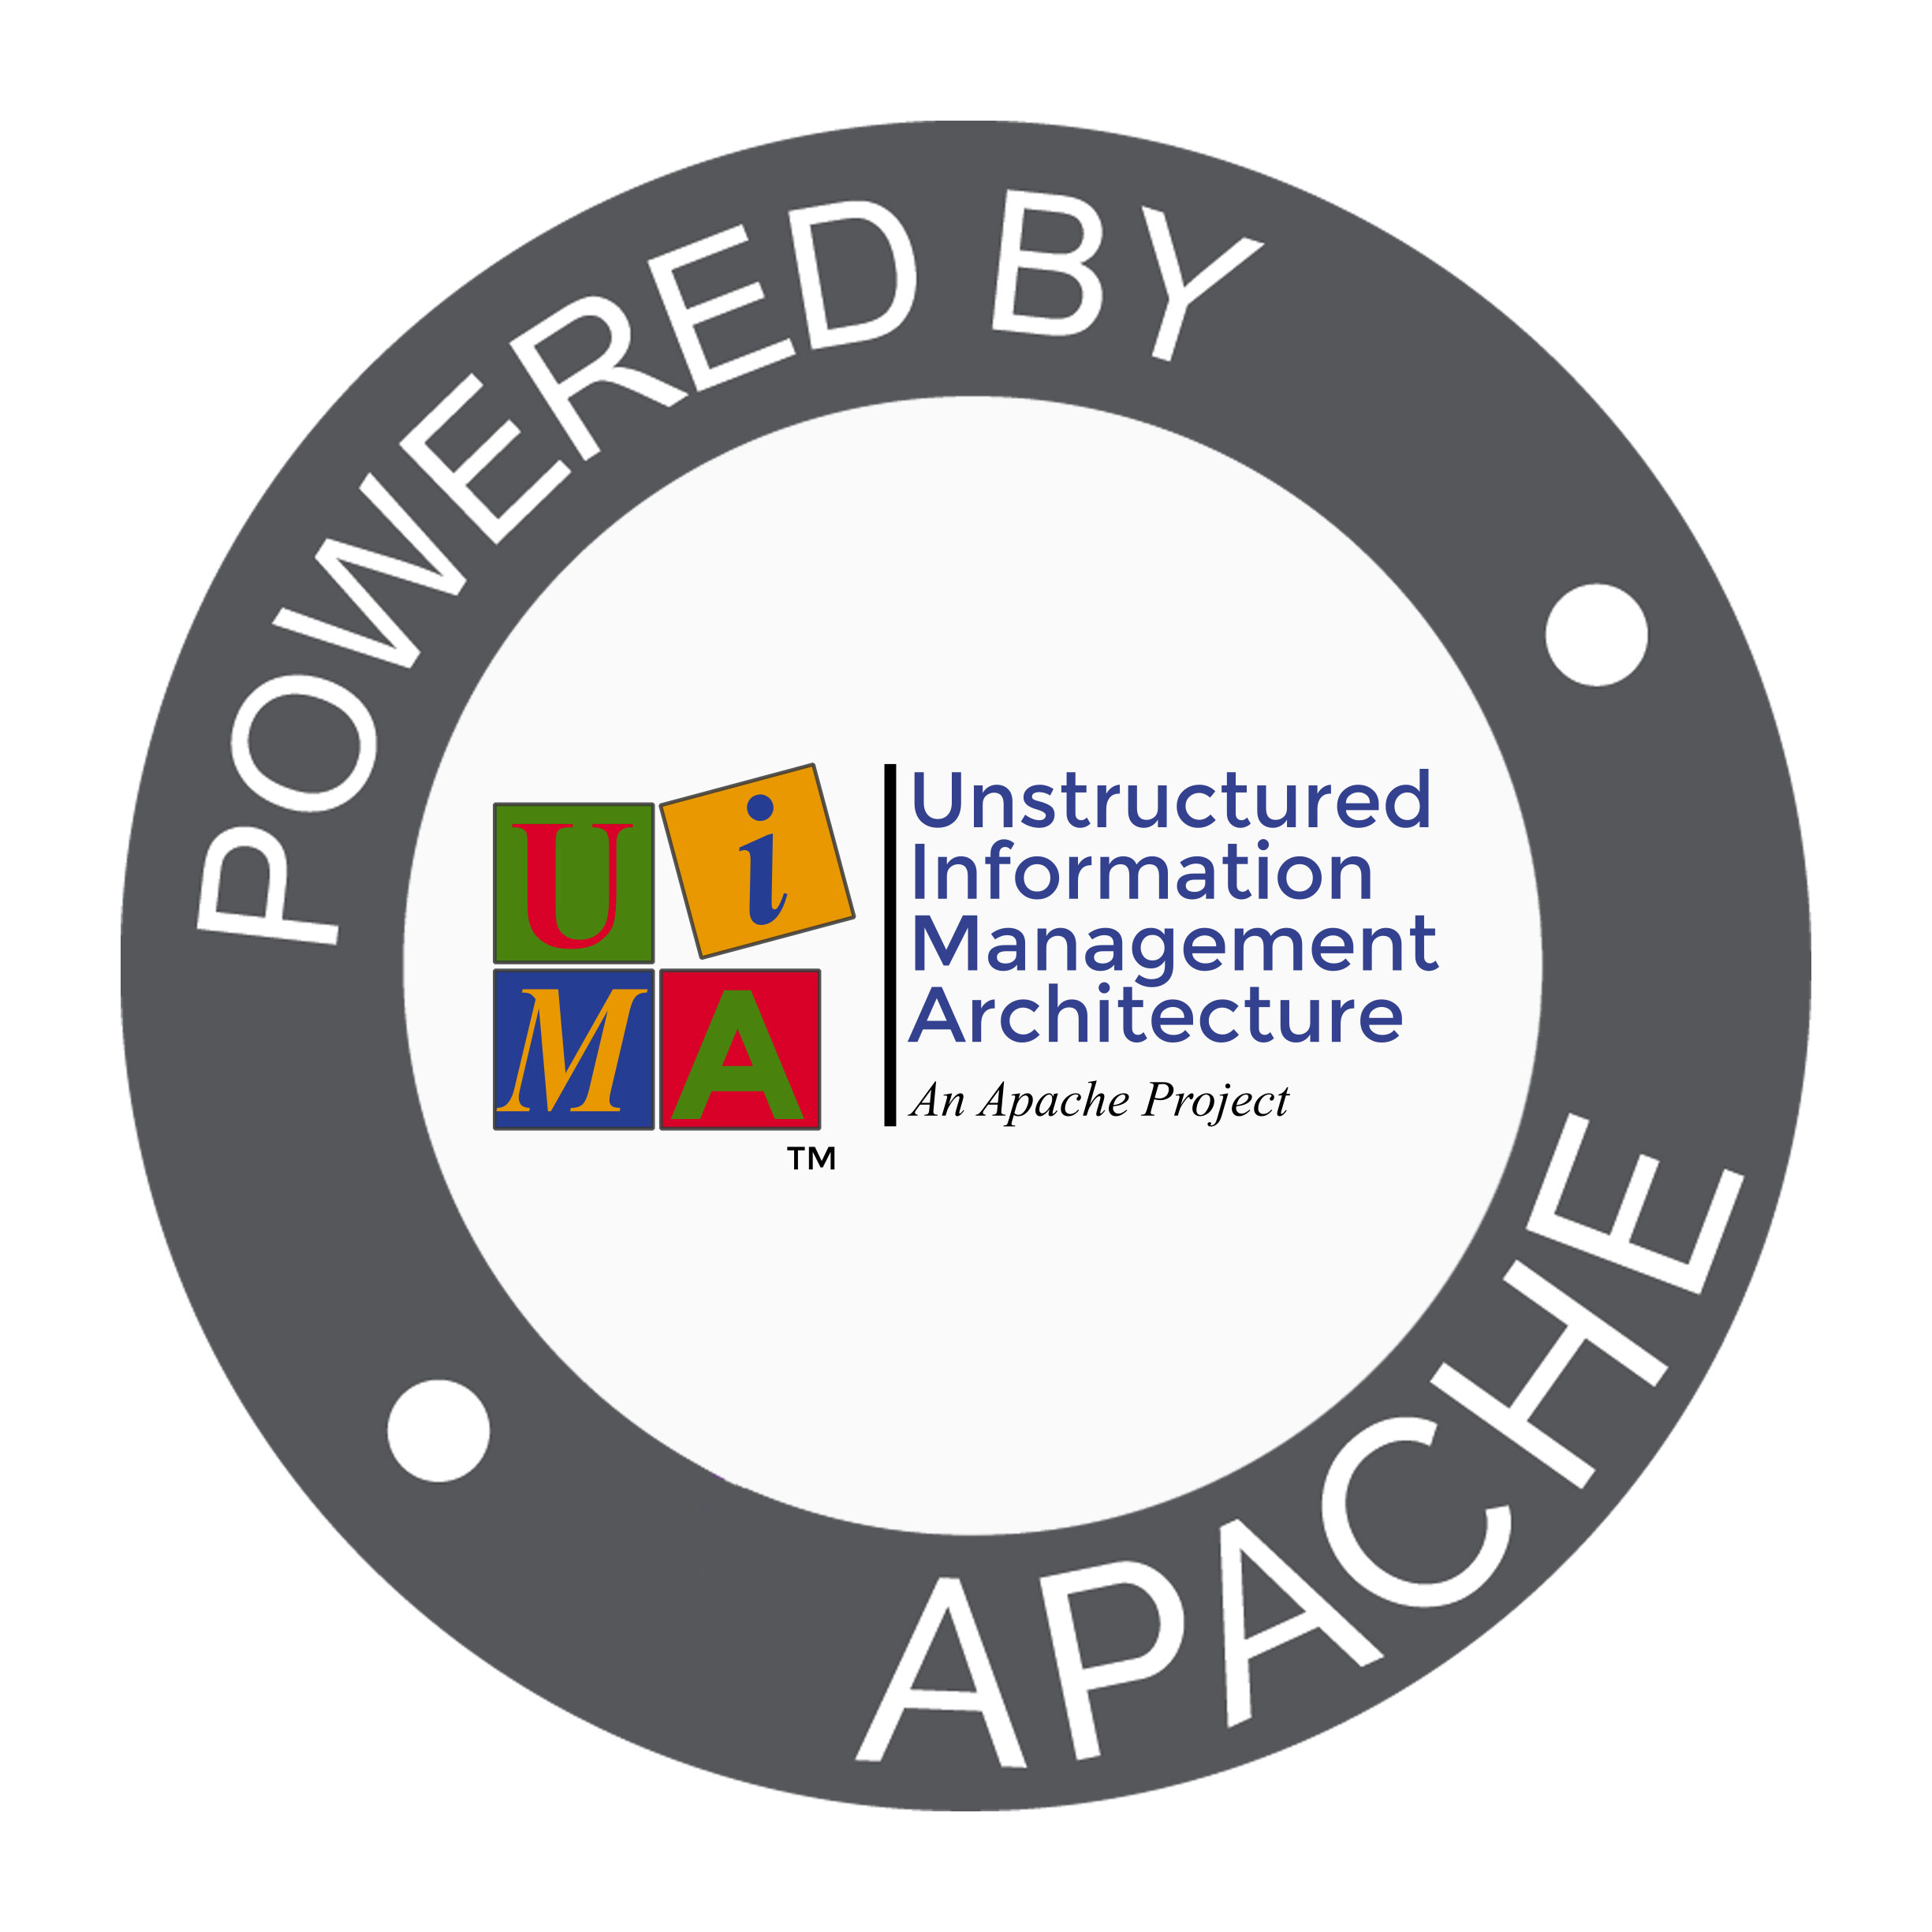 POWERED BY
U i
M A
TM
Unstructured
Information
Management
Architecture
An Apache Project
APACHE